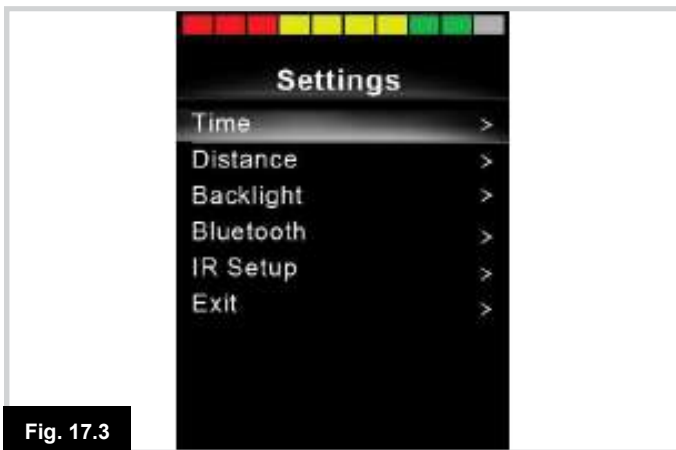 Settings
Time >
Distance >
Backlight >
Bluetooth >
IR Setup >
Exit >
Fig. 17.3